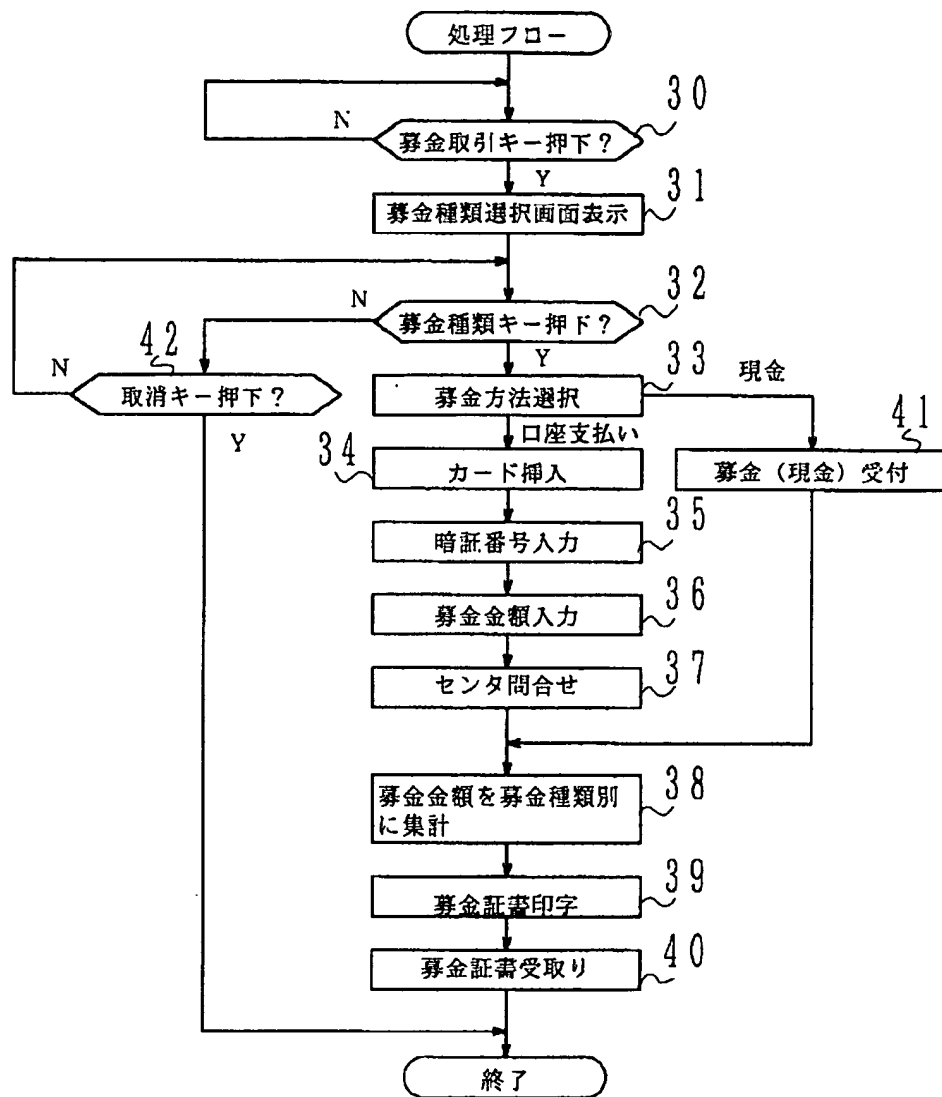 処理フロー
30
N
募金取引キー押下？
Y
31
募金種類選択画面表示
32
N
募金種類キー押下？
42
N
Y
33
現金
取消キー押下？
募金方法選択
41
Y
口座支払い
34
カード挿入
募金（現金）受付
35
暗証番号入力
36
募金金額入力
37
センタ問合せ
38
募金金額を募金種類別
に集計
39
募金証書印字
40
募金証書受取り
終了